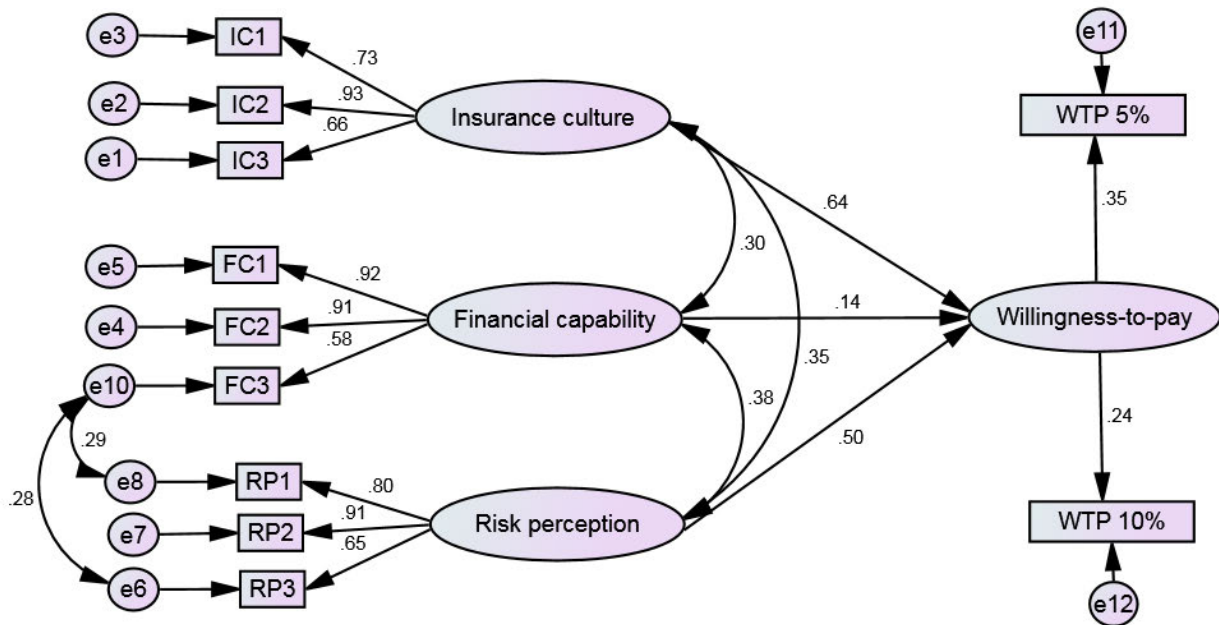 e3
IC1
.73
e2
IC2
.93
e1
IC3
.66
Insurance culture
e5
FC1
.92
e4
FC2
.91
e10
FC3
.58
Financial capability
e8
RP1
.80
e7
RP2
.91
e6
RP3
.65
Risk perception
.29
.28
.30
.38
.35
.64
.14
.50
Willingness-to-pay
.35
WTP 5%
e11
.24
WTP 10%
e12